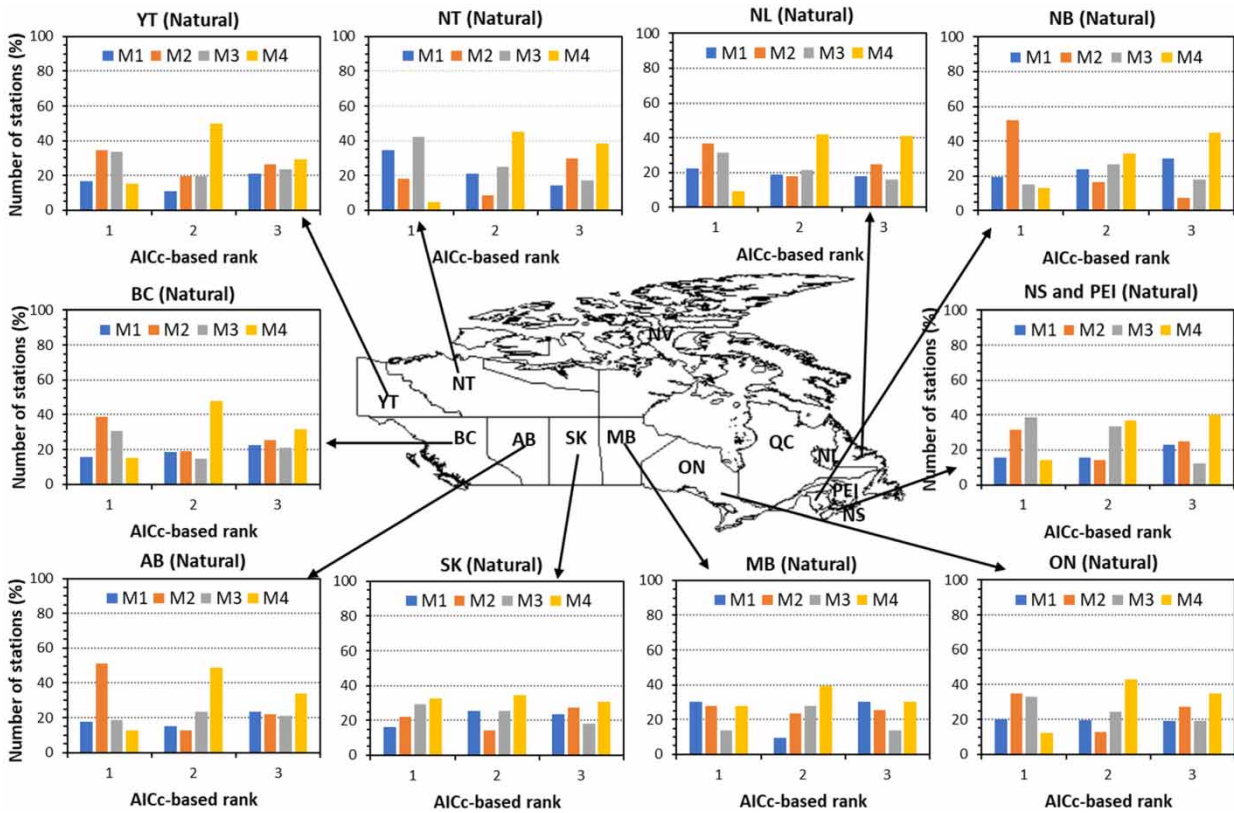 YT (Natural)
Number of stations (%)
100
80
60
40
20
0
M1 M2 M3 M4
1 2 3
AICc-based rank
NT (Natural)
100
80
60
40
20
0
M1 M2 M3 M4
1 2 3
AICc-based rank
NL (Natural)
100
80
60
40
20
0
M1 M2 M3 M4
1 2 3
AICc-based rank
NB (Natural)
Number of stations (%)
100
80
60
40
20
0
M1 M2 M3 M4
1 2 3
AICc-based rank
BC (Natural)
Number of stations (%)
100
80
60
40
20
0
M1 M2 M3 M4
1 2 3
AICc-based rank
NV
NT
YT
BC
AB
SK
MB
ON
QC
NL
PEI
NS
NS and PEI (Natural)
Number of stations (%)
100
80
60
40
20
0
M1 M2 M3 M4
1 2 3
AICc-based rank
AB (Natural)
Number of stations (%)
100
80
60
40
20
0
M1 M2 M3 M4
1 2 3
AICc-based rank
SK (Natural)
100
80
60
40
20
0
M1 M2 M3 M4
1 2 3
AICc-based rank
MB (Natural)
100
80
60
40
20
0
M1 M2 M3 M4
1 2 3
AICc-based rank
ON (Natural)
100
80
60
40
20
0
M1 M2 M3 M4
1 2 3
AICc-based rank